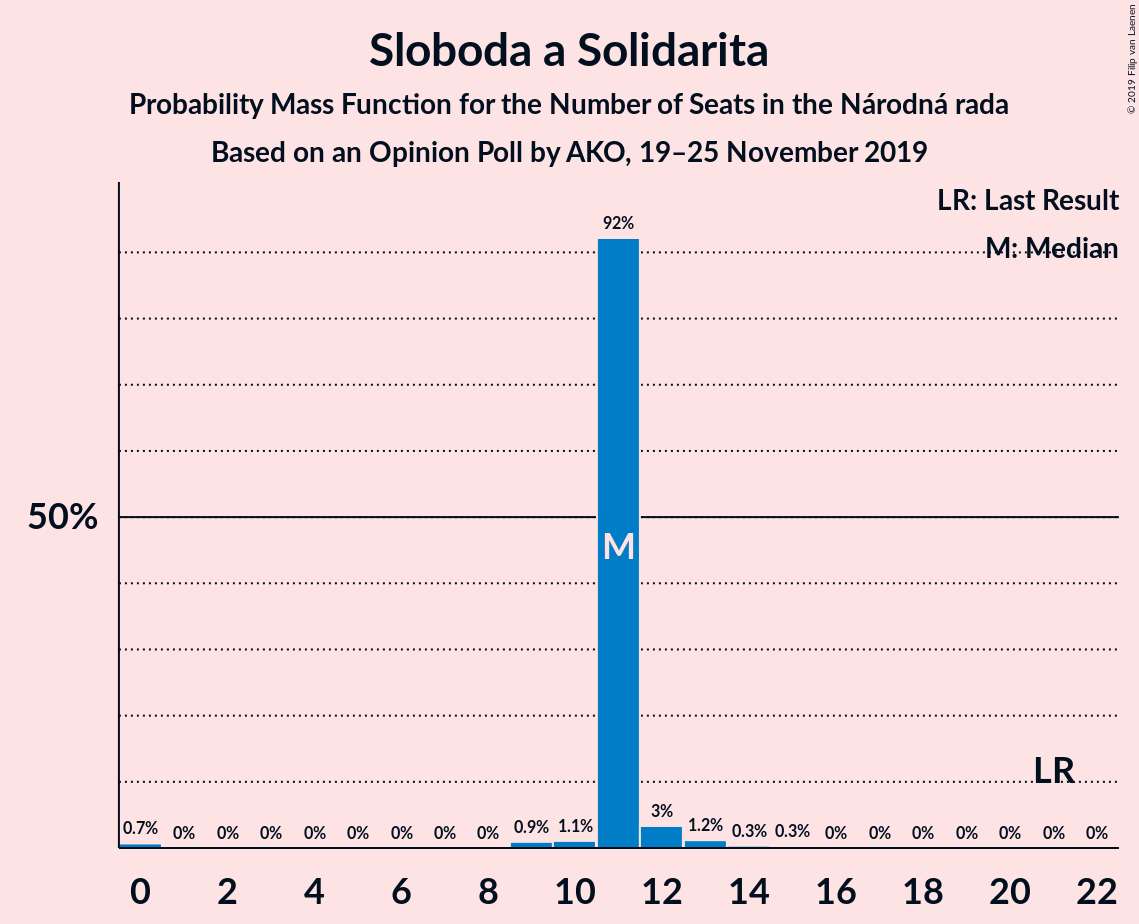 Sloboda a Solidarita
Probability Mass Function for the Number of Seats in the Národná rada
Based on an Opinion Poll by AKO, 19–25 November 2019
© 2019 Filip van Laenen
LR: Last Result
M: Median
92%
50%
M
LR
0.7% 0% 0% 0% 0% 0% 0% 0% 0% 0.9% 1.1% 3% 1.2% 0.3% 0.3% 0% 0% 0% 0% 0% 0% 0%
0 2 4 6 8 10 12 14 16 18 20 22